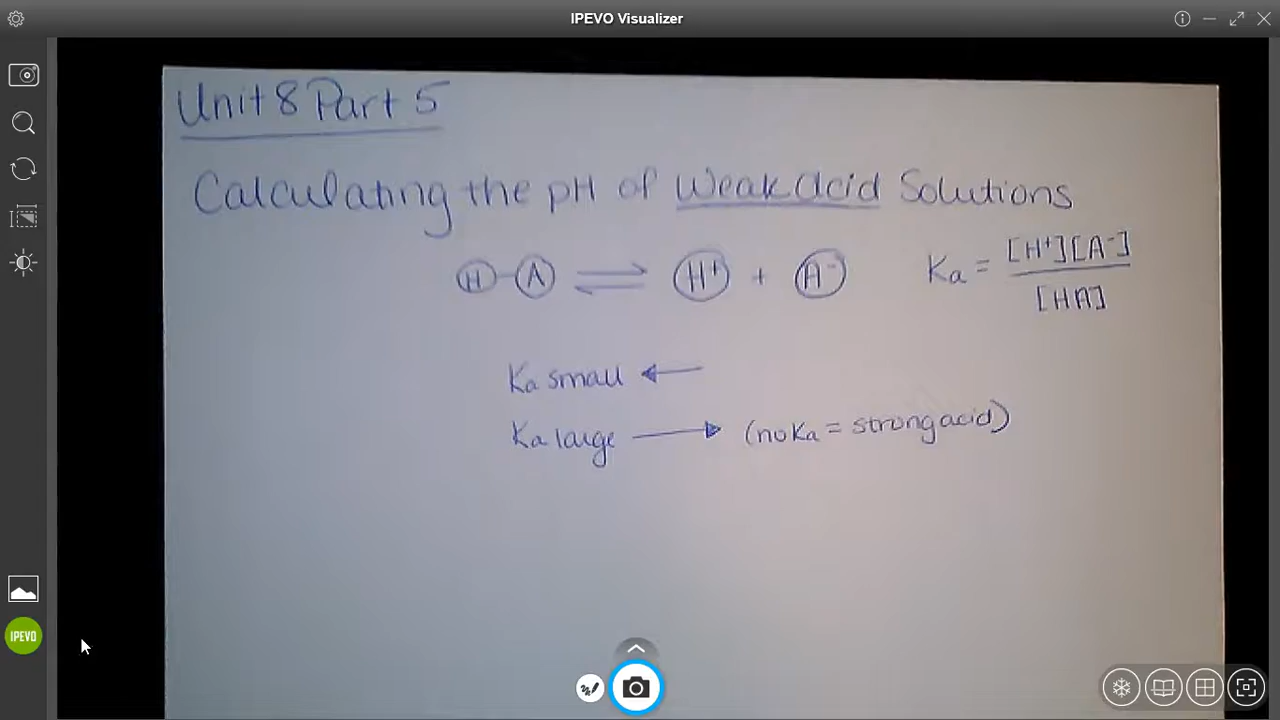 IPEVO Visualizer
Unit 8 Part 5
Calculating the pH of Weak acid Solutions
H-A ⇌ H⁺ + A⁻ Ka = [H⁺][A⁻] / [HA]
Ka small ←
Ka large → (no Ka = strong acid)
IPEVO